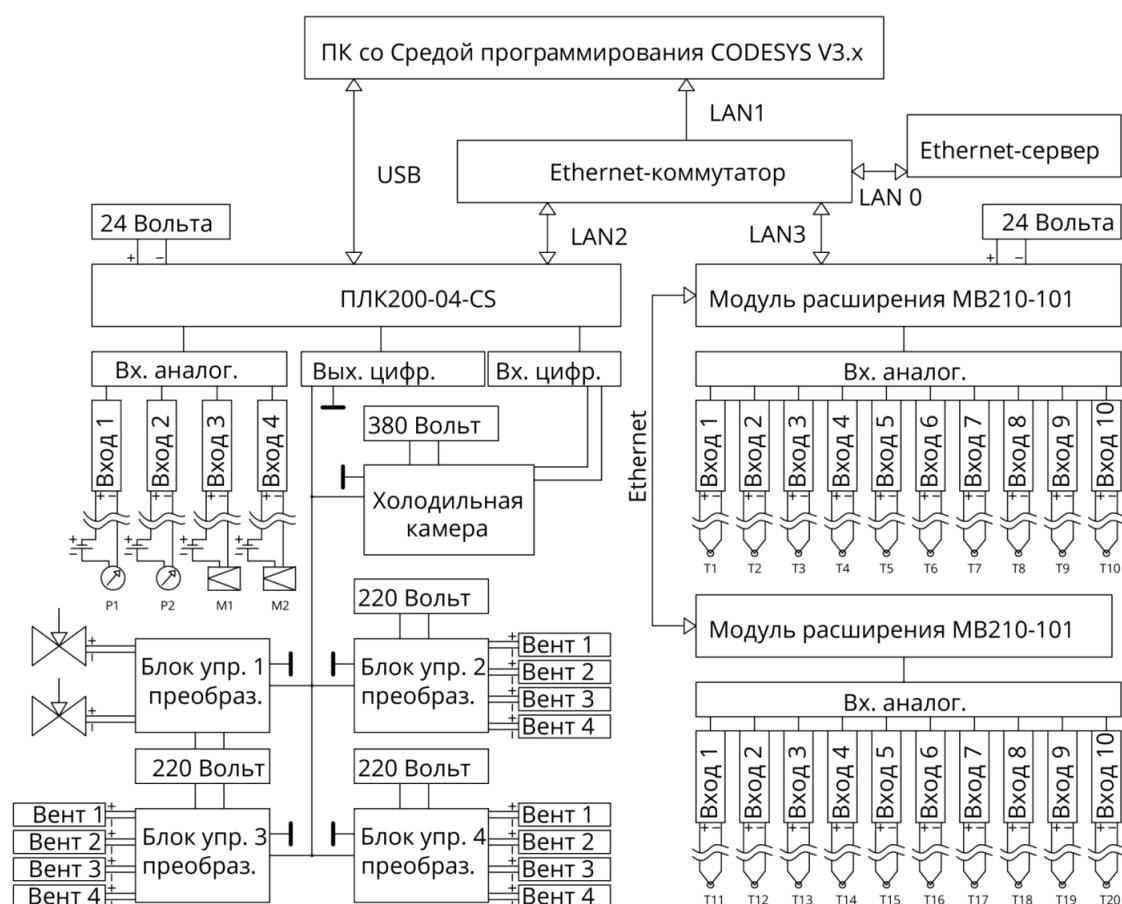 ПК со Средой программирования CODESYS V3.x
LAN1
USB
Ethernet-коммутатор
Ethernet-сервер
LAN 0
24 Вольта
+ −
LAN2
LAN3
24 Вольта
+ −
ПЛК200-04-CS
Модуль расширения МВ210-101
Вх. аналог.
Вых. цифр.
Вх. цифр.
Вх. аналог.
Вход 1
Вход 2
Вход 3
Вход 4
+ − + − + − + −
+ − + − + − + −
P1 P2 M1 M2
380 Вольт
Холодильная
камера
Ethernet
Вход 1
Вход 2
Вход 3
Вход 4
Вход 5
Вход 6
Вход 7
Вход 8
Вход 9
Вход 10
+ − + − + − + − + − + − + − + − + − + −
T1 T2 T3 T4 T5 T6 T7 T8 T9 T10
220 Вольт
Блок упр. 1
преобраз.
+ −
+ −
Блок упр. 2
преобраз.
+ −
Вент 1
Вент 2
Вент 3
Вент 4
Модуль расширения МВ210-101
Вх. аналог.
220 Вольт
220 Вольт
Вент 1
Вент 2
Вент 3
Вент 4
Блок упр. 3
преобраз.
Блок упр. 4
преобраз.
Вент 1
Вент 2
Вент 3
Вент 4
Вход 1
Вход 2
Вход 3
Вход 4
Вход 5
Вход 6
Вход 7
Вход 8
Вход 9
Вход 10
+ − + − + − + − + − + − + − + − + − + −
T11 T12 T13 T14 T15 T16 T17 T18 T19 T20